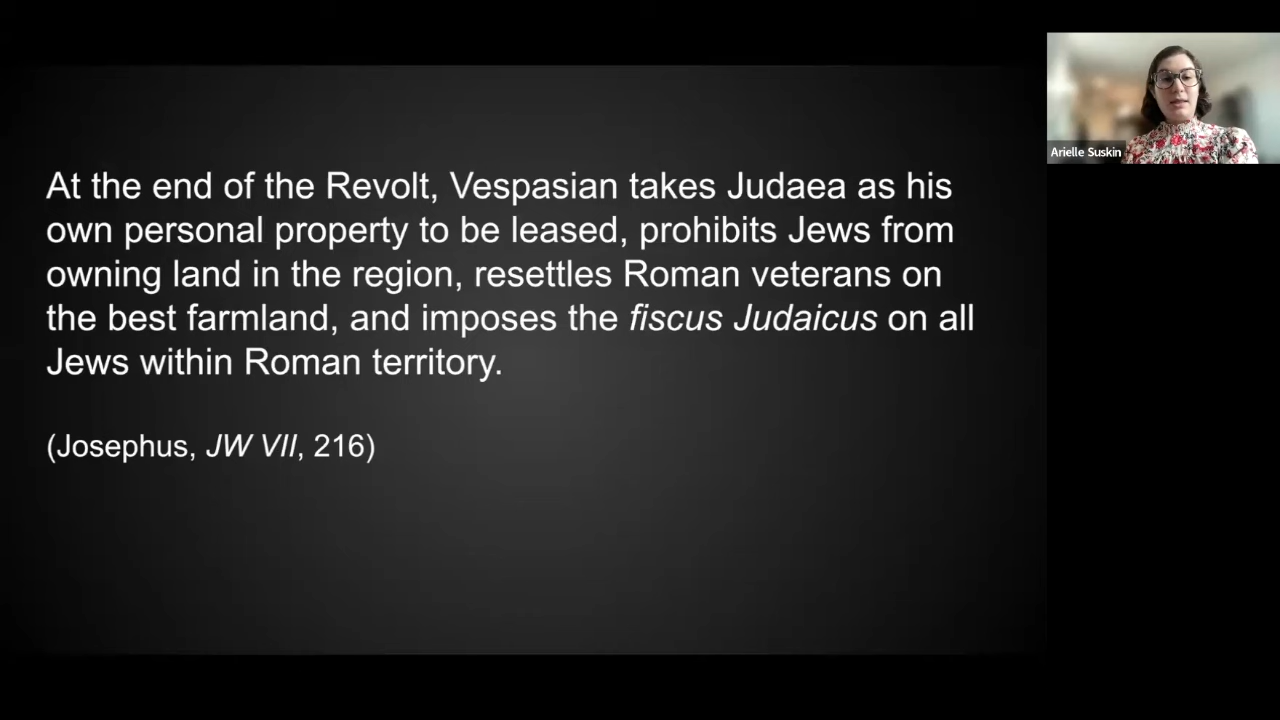 At the end of the Revolt, Vespasian takes Judaea as his
own personal property to be leased, prohibits Jews from
owning land in the region, resettles Roman veterans on
the best farmland, and imposes the fiscus Judaicus on all
Jews within Roman territory.
(Josephus, JW VII, 216)
Arielle Suskin